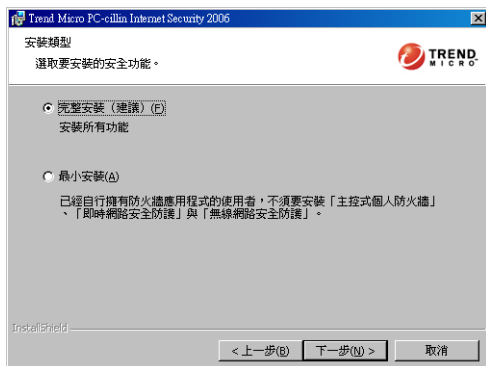 Trend Micro PC-cillin Internet Security 2006
安裝類型
選取要安裝的安全功能。
TREND
MICRO
完整安裝（建議）(F)
安裝所有功能
最小安裝(A)
已經自行擁有防火牆應用程式的使用者，不須要安裝「主控式個人防火牆」
、「即時網路安全防護」與「無線網路安全防護」。
InstallShield
< 上一步(B)
下一步(N) >
取消